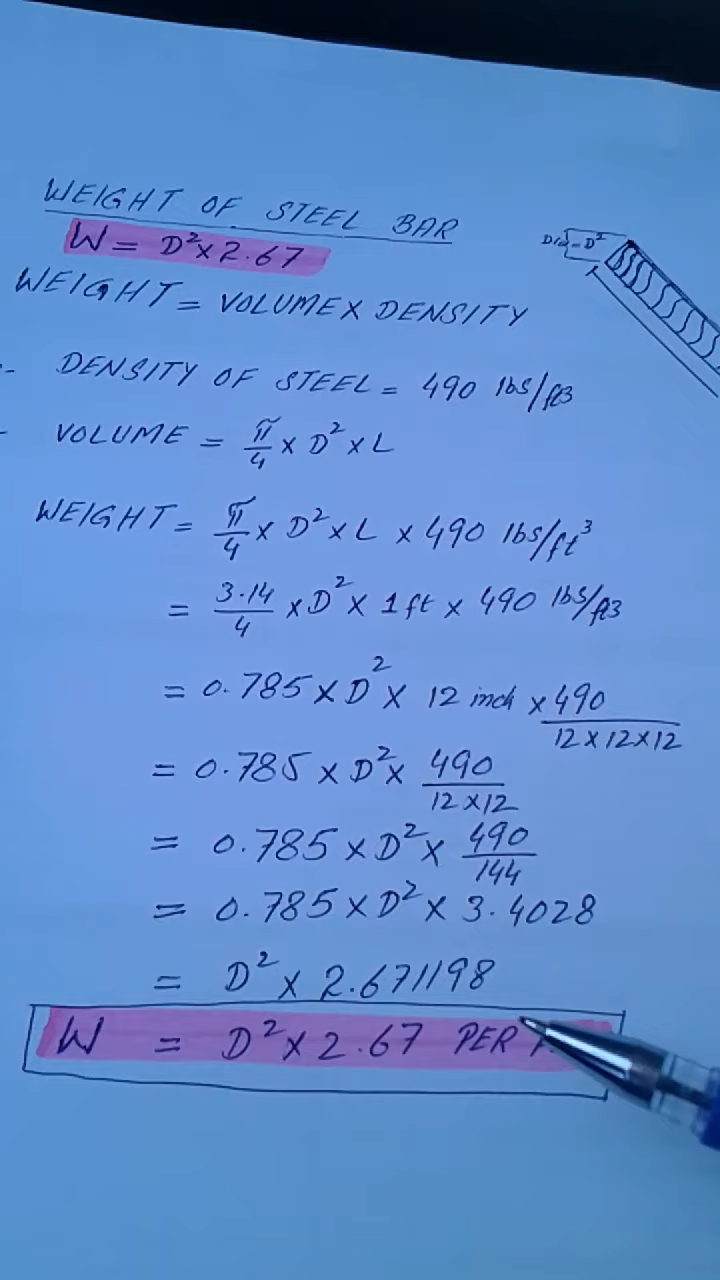 WEIGHT OF STEEL BAR
W = D²x2.67
Dia-D²
WEIGHT = VOLUME X DENSITY
DENSITY OF STEEL = 490 lbs/ft3
VOLUME = π/4 x D² x L
WEIGHT = π/4 x D² x L x 490 lbs/ft³
= 3.14/4 x D² x 1 ft x 490 lbs/ft3
= 0.785 x D² x 12 inch x 490/12x12x12
= 0.785 x D² x 490/12x12
= 0.785 x D² x 490/144
= 0.785 x D² x 3.4028
= D² x 2.671198
W = D² x 2.67 PER